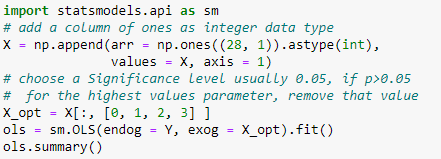 import statsmodels.api as sm
# add a column of ones as integer data type
X = np.append(arr = np.ones((28, 1)).astype(int),
              values = X, axis = 1)
# choose a Significance level usually 0.05, if p>0.05
#  for the highest values parameter, remove that value
X_opt = X[:, [0, 1, 2, 3] ]
ols = sm.OLS(endog = Y, exog = X_opt).fit()
ols.summary()